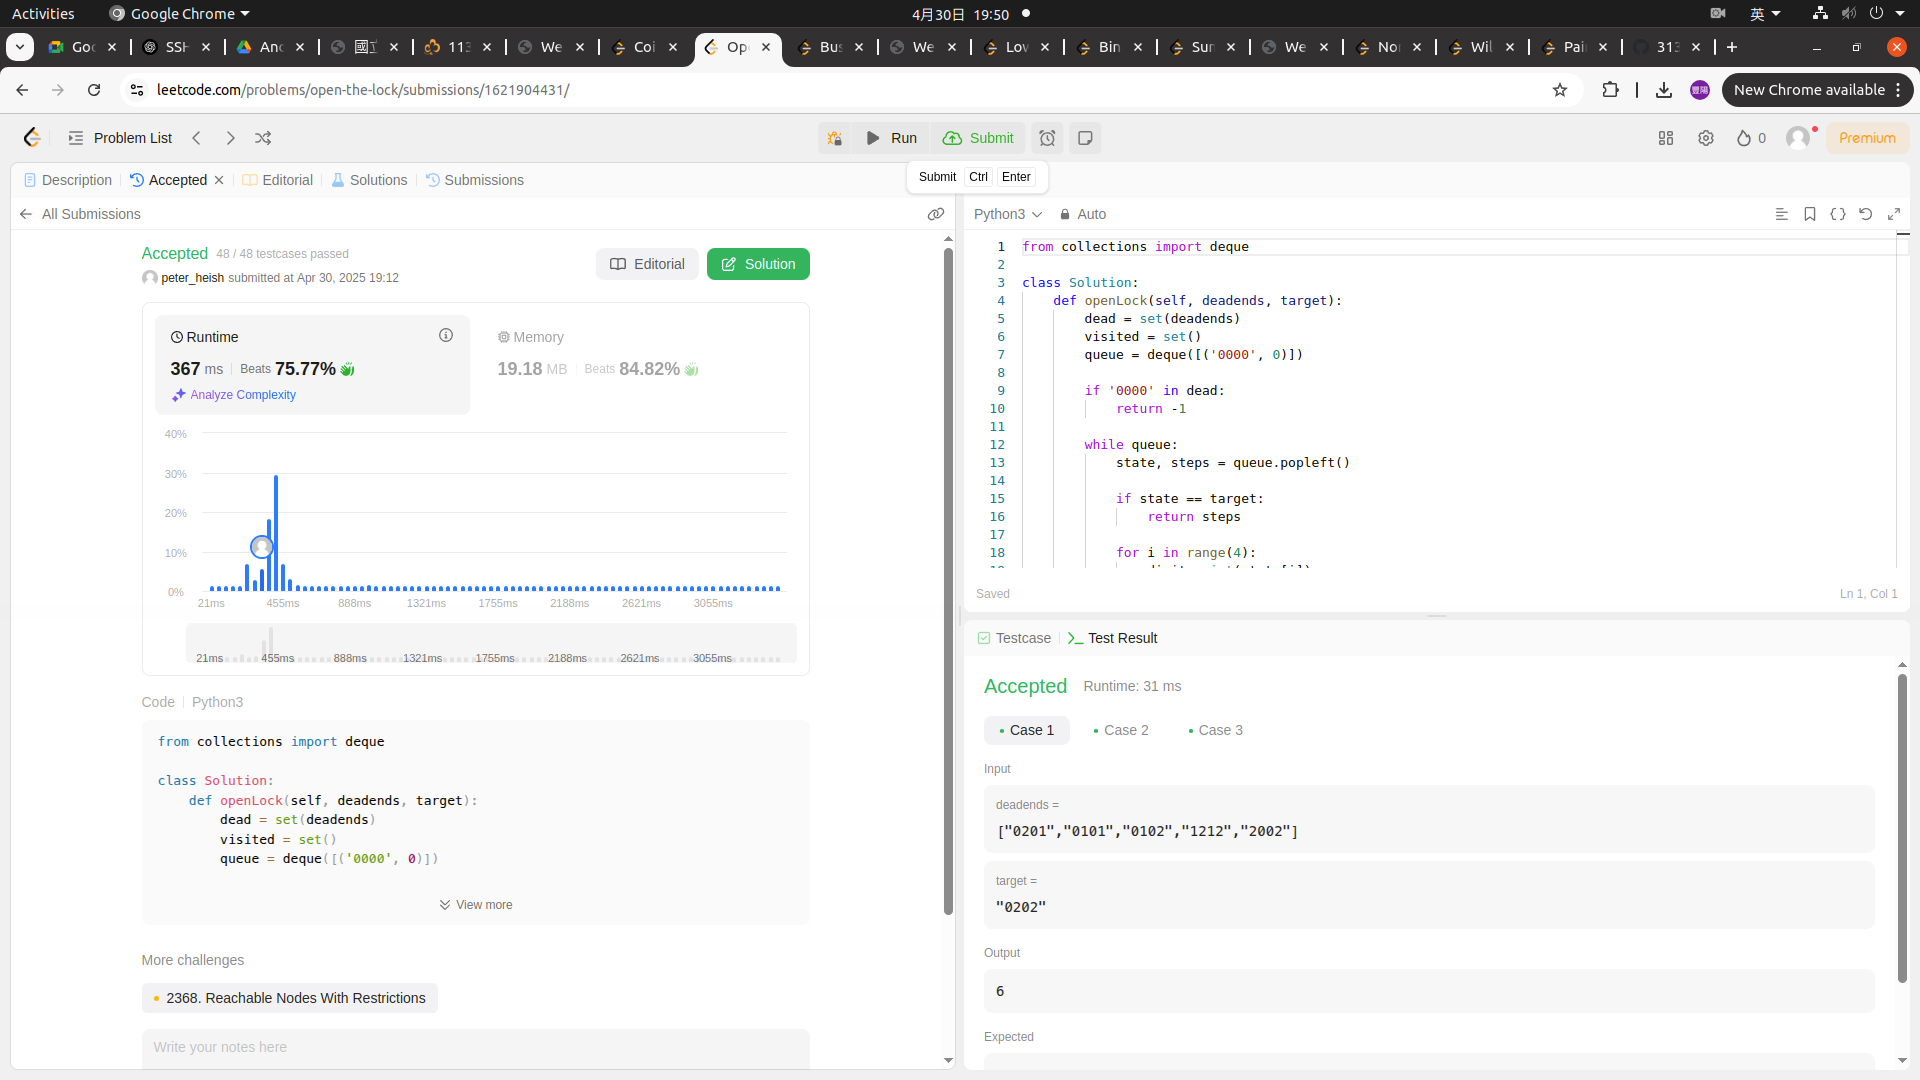 Activities
Google Chrome
4月30日 19:50
英
Goo
SSH
And
國立
113
We
Coi
Ope
Bus
We
Lov
Bin
Sun
We
Nor
Wil
Pai
313
leetcode.com/problems/open-the-lock/submissions/1621904431/
New Chrome available
Problem List
Run
Submit
0
Premium
Submit Ctrl Enter
Description
Accepted
Editorial
Solutions
Submissions
All Submissions
Accepted 48 / 48 testcases passed
peter_heish submitted at Apr 30, 2025 19:12
Editorial
Solution
Runtime
367 ms Beats 75.77%
Analyze Complexity
Memory
19.18 MB Beats 84.82%
40%
30%
20%
10%
0%
21ms 455ms 888ms 1321ms 1755ms 2188ms 2621ms 3055ms
21ms 455ms 888ms 1321ms 1755ms 2188ms 2621ms 3055ms
Code Python3
from collections import deque
class Solution:
def openLock(self, deadends, target):
dead = set(deadends)
visited = set()
queue = deque([('0000', 0)])
View more
More challenges
2368. Reachable Nodes With Restrictions
Write your notes here
Python3
Auto
1 from collections import deque
2
3 class Solution:
4 def openLock(self, deadends, target):
5 dead = set(deadends)
6 visited = set()
7 queue = deque([('0000', 0)])
8
9 if '0000' in dead:
10 return -1
11
12 while queue:
13 state, steps = queue.popleft()
14
15 if state == target:
16 return steps
17
18 for i in range(4):
Saved
Ln 1, Col 1
Testcase
Test Result
Accepted Runtime: 31 ms
Case 1
Case 2
Case 3
Input
deadends =
["0201","0101","0102","1212","2002"]
target =
"0202"
Output
6
Expected